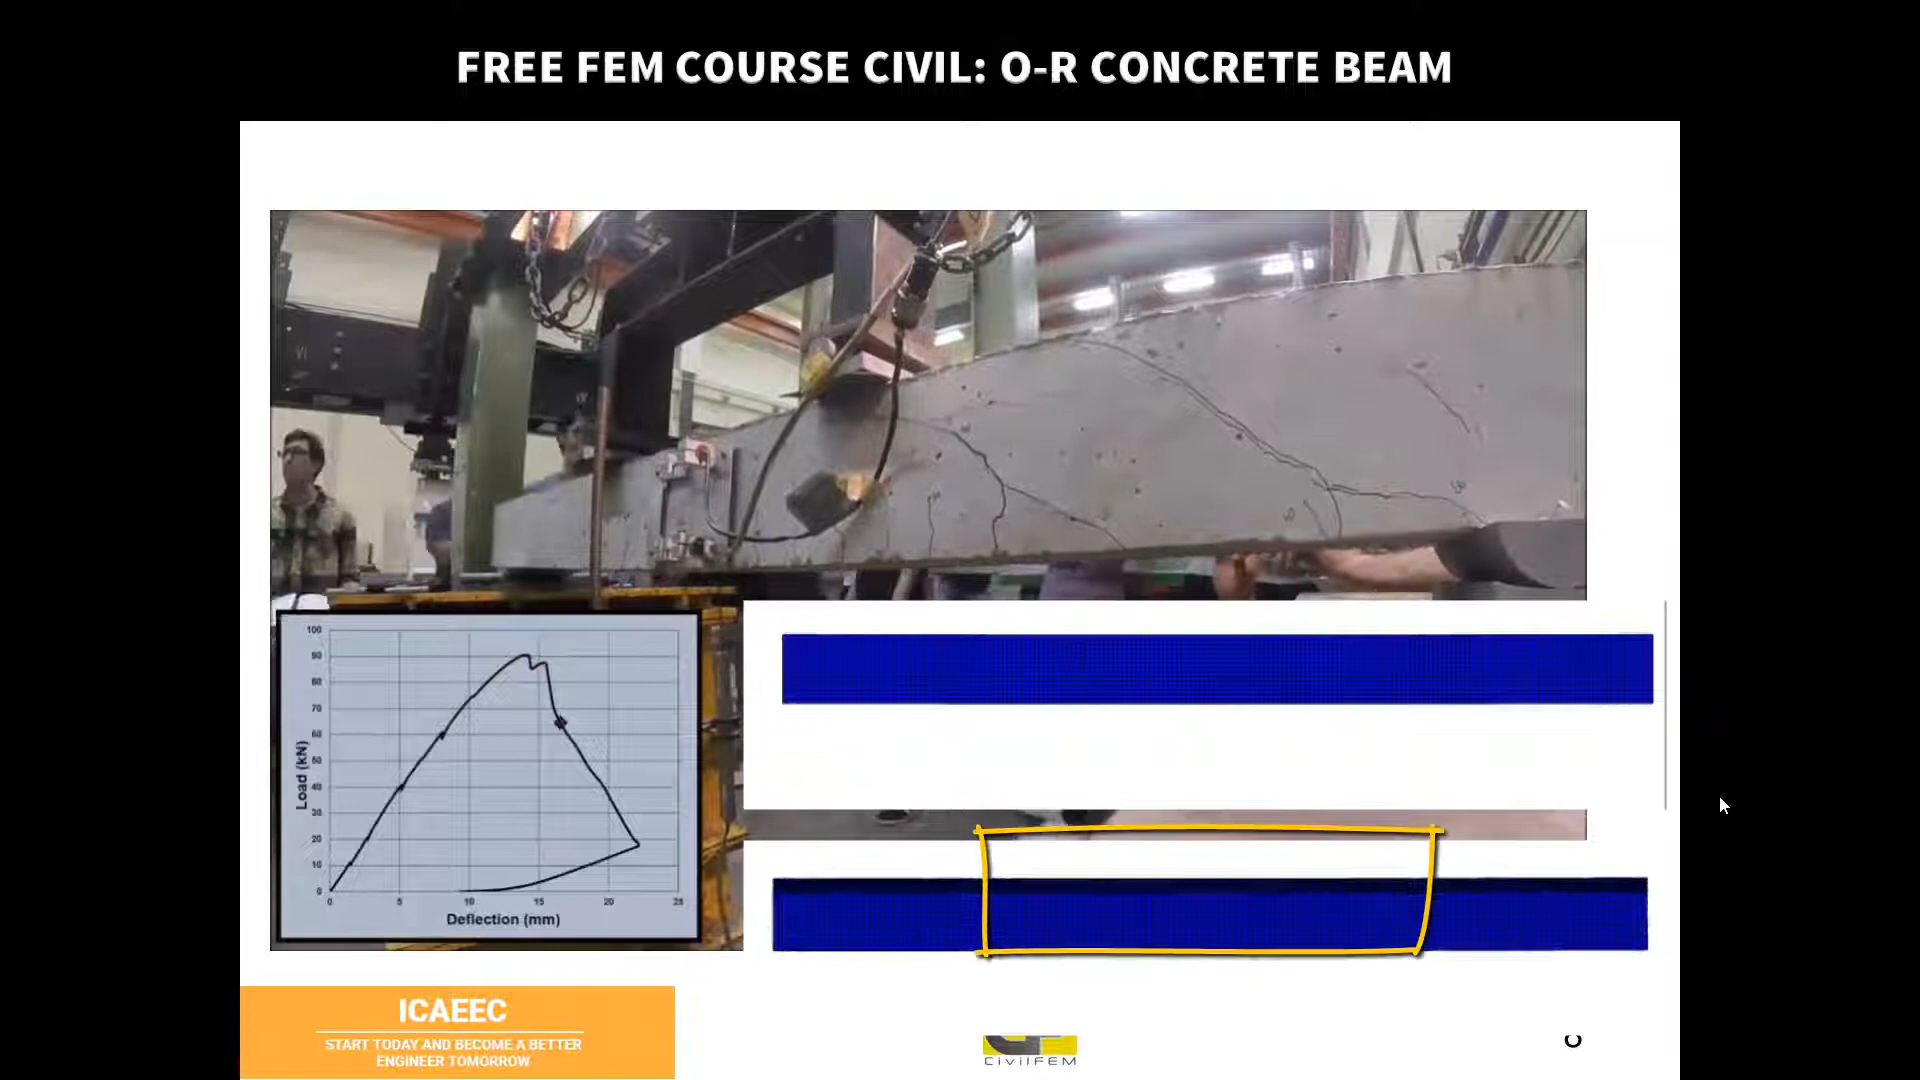 FREE FEM COURSE CIVIL: O-R CONCRETE BEAM
100
90
80
70
60
50
40
30
20
10
0
Load (kN)
0 5 10 15 20 25
Deflection (mm)
ICAEEC
START TODAY AND BECOME A BETTER
ENGINEER TOMORROW
CivilFEM